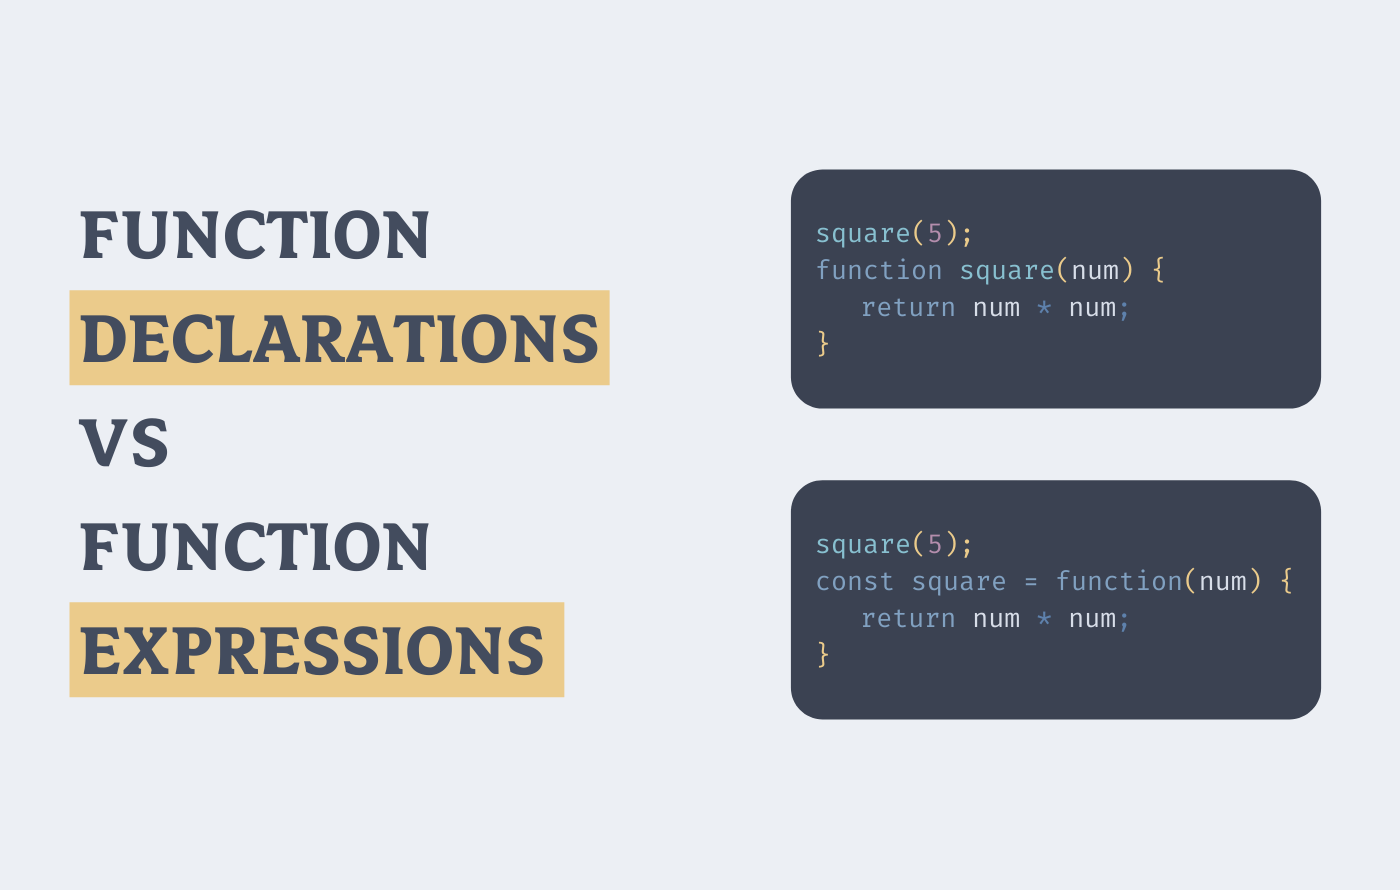 FUNCTION
DECLARATIONS
VS
FUNCTION
EXPRESSIONS
square(5);
function square(num) {
   return num * num;
}
square(5);
const square = function(num) {
   return num * num;
}